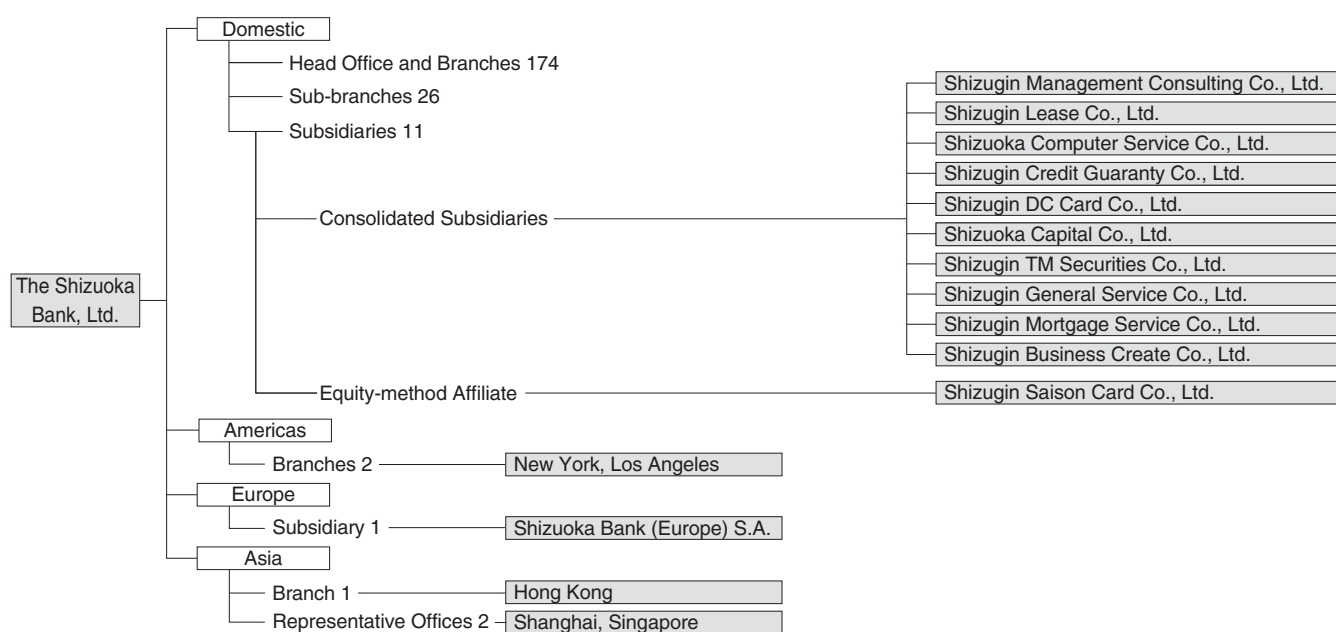 Domestic
Head Office and Branches 174
Sub-branches 26
Subsidiaries 11
Consolidated Subsidiaries
Shizugin Management Consulting Co., Ltd.
Shizugin Lease Co., Ltd.
Shizuoka Computer Service Co., Ltd.
Shizugin Credit Guaranty Co., Ltd.
Shizugin DC Card Co., Ltd.
Shizuoka Capital Co., Ltd.
Shizugin TM Securities Co., Ltd.
Shizugin General Service Co., Ltd.
Shizugin Mortgage Service Co., Ltd.
Shizugin Business Create Co., Ltd.
The Shizuoka
Bank, Ltd.
Equity-method Affiliate
Shizugin Saison Card Co., Ltd.
Americas
Branches 2
New York, Los Angeles
Europe
Subsidiary 1
Shizuoka Bank (Europe) S.A.
Asia
Branch 1
Hong Kong
Representative Offices 2
Shanghai, Singapore